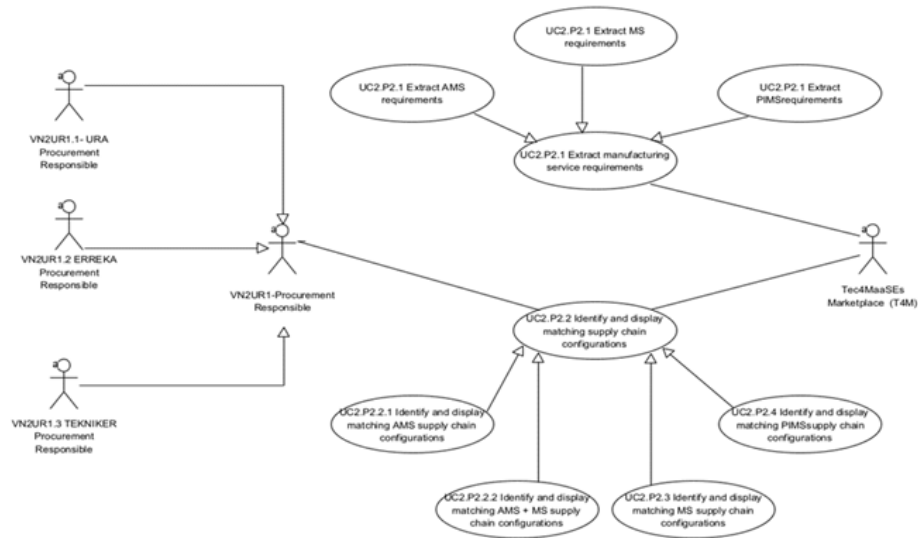 UC2.P2.1 Extract MS
requirements
UC2.P2.1 Extract AMS
requirements
UC2.P2.1 Extract
PIMSrequirements
UC2.P2.1 Extract manufacturing
service requirements
a
VN2UR1.1- URA
Procurement
Responsible
a
VN2UR1.2 ERREKA
Procurement
Responsible
a
VN2UR1-Procurement
Responsible
a
Tec4MaaSEs
Marketplace (T4M)
a
VN2UR1.3 TEKNIKER
Procurement
Responsible
UC2.P2.2 Identify and display
matching supply chain
configurations
UC2.P2.2.1 Identify and display
matching AMS supply chain
configurations
UC2.P2.4 Identify and display
matching PIMSsupply chain
configurations
UC2.P2.2.2 Identify and display
matching AMS + MS supply
chain configurations
UC2.P2.3 Identify and display
matching MS supply chain
configurations